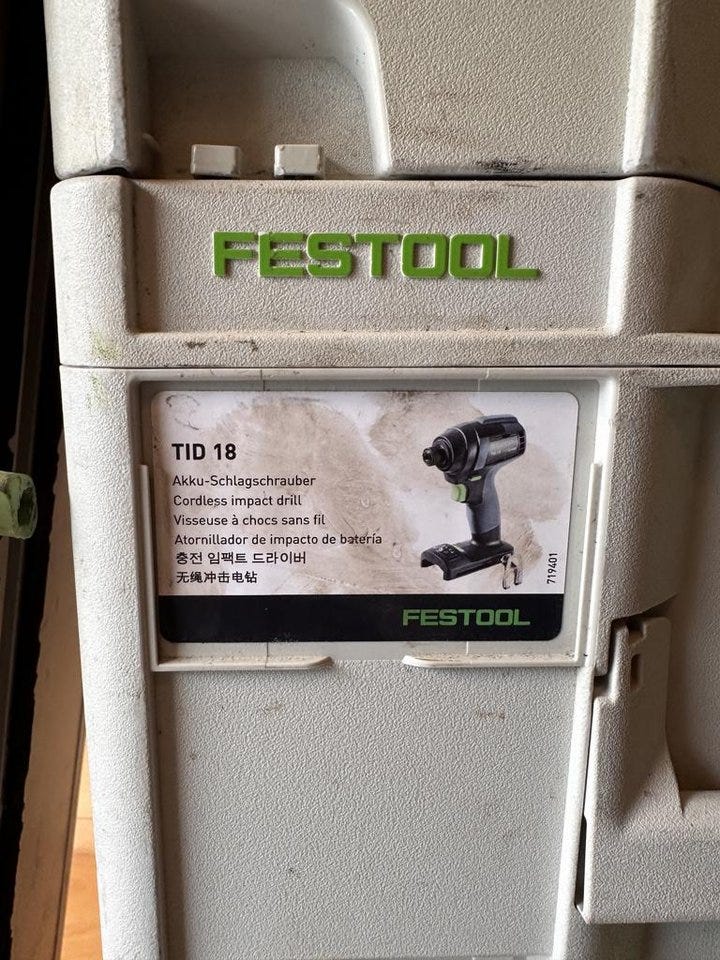 FESTOOL
TID 18
Akku-Schlagschrauber
Cordless impact drill
Visseuse à chocs sans fil
Atornillador de impacto de batería
충전 임팩트 드라이버
无绳冲击电钻
719401
FESTOOL